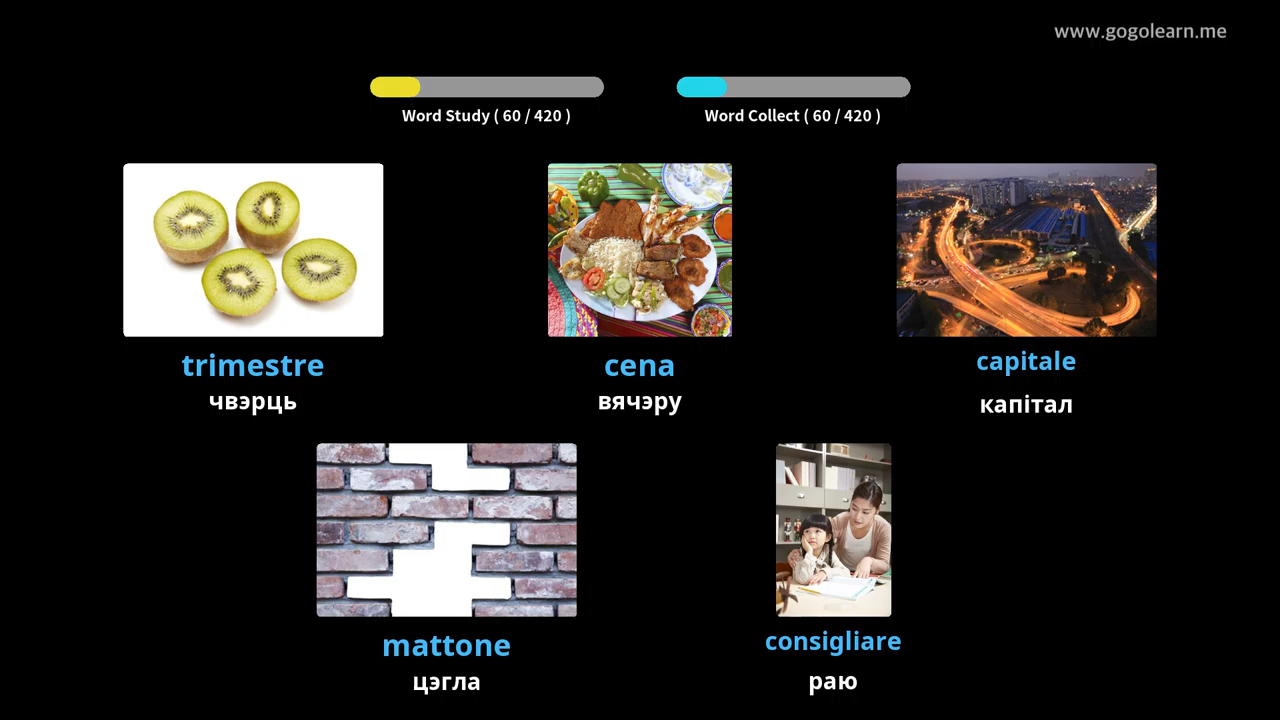 www.gogolearn.me
Word Study ( 60 / 420 )
Word Collect ( 60 / 420 )
trimestre
чвэрць
cena
вячэру
capitale
капітал
mattone
цэгла
consigliare
раю